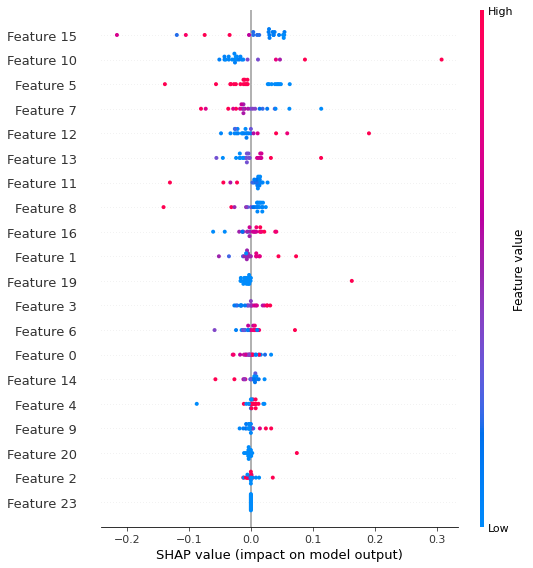 High
Feature 15
Feature 10
Feature 5
Feature 7
Feature 12
Feature 13
Feature 11
Feature 8
Feature 16
Feature 1
Feature 19
Feature 3
Feature 6
Feature 0
Feature 14
Feature 4
Feature 9
Feature 20
Feature 2
Feature 23
Feature value
Low
−0.2 −0.1 0.0 0.1 0.2 0.3
SHAP value (impact on model output)